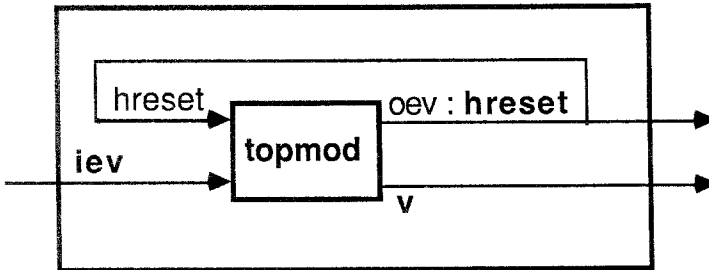 hreset
oev : hreset
topmod
iev
v